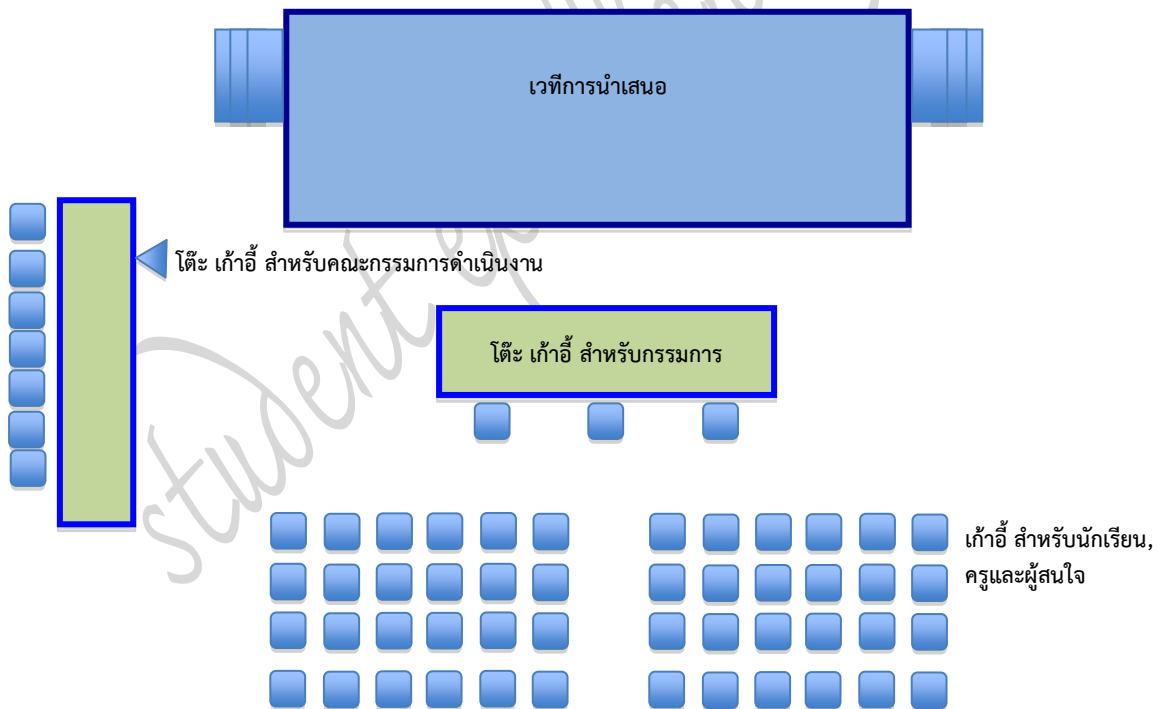 เวทีการนำเสนอ
โต๊ะ เก้าอี้ สำหรับคณะกรรมการดำเนินงาน
โต๊ะ เก้าอี้ สำหรับกรรมการ
เก้าอี้ สำหรับนักเรียน,
ครูและผู้สนใจ
student